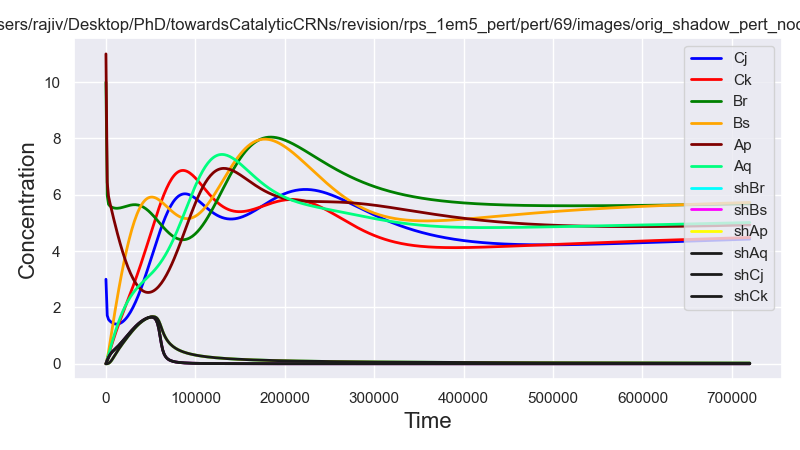 sers/rajiv/Desktop/PhD/towardsCatalyticCRNs/revision/rps_1em5_pert/pert/69/images/orig_shadow_pert_noc
Concentration
10
8
6
4
2
0
Cj
Ck
Br
Bs
Ap
Aq
shBr
shBs
shAp
shAq
shCj
shCk
0 100000 200000 300000 400000 500000 600000 700000
Time